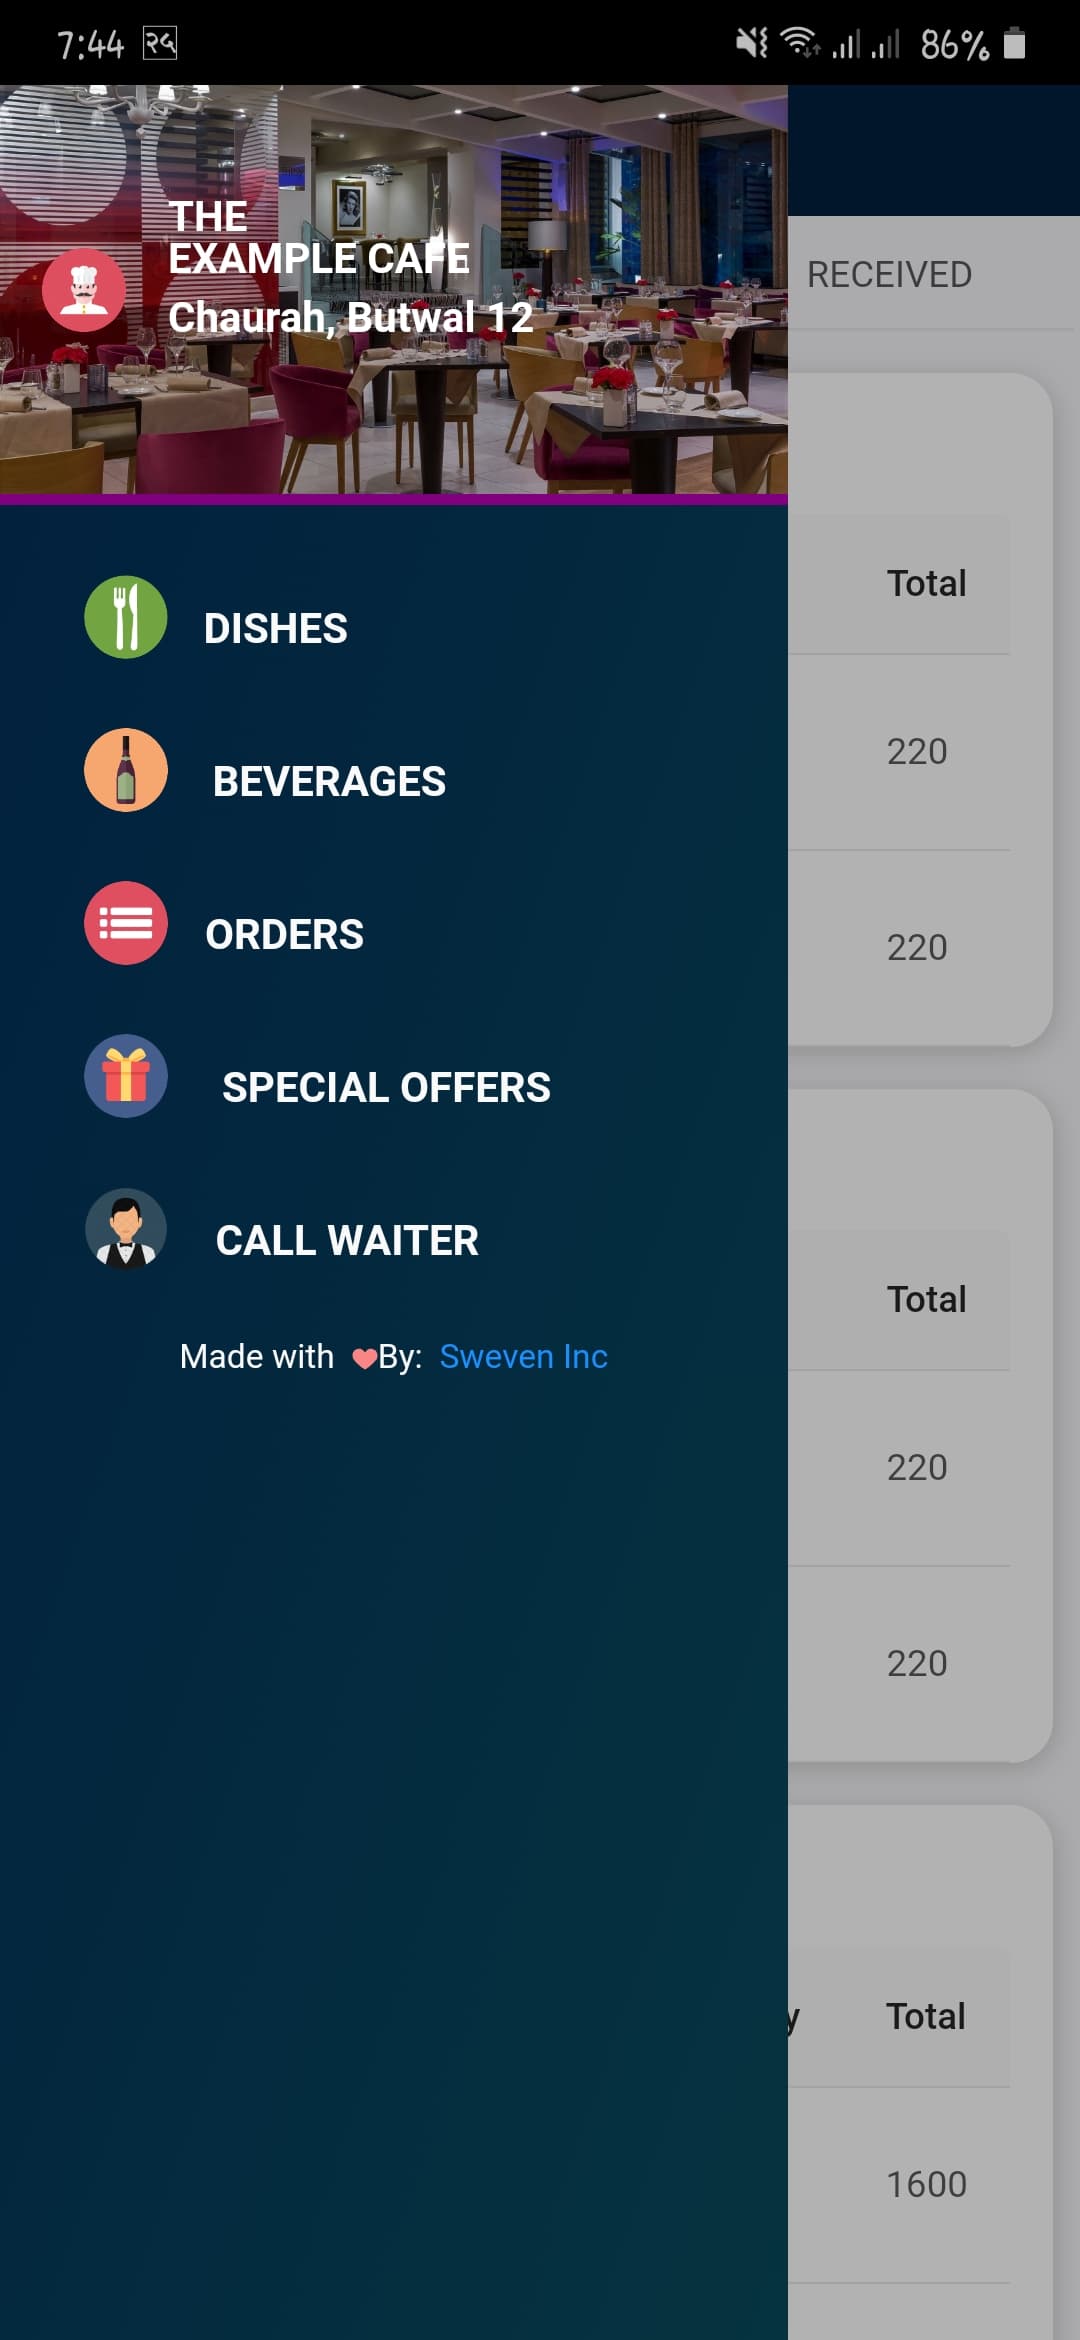 7:44 २८ 86%
THE
EXAMPLE CAFE
Chaurah, Butwal 12
DISHES
BEVERAGES
ORDERS
SPECIAL OFFERS
CALL WAITER
Made with By: Sweven Inc
RECEIVED
Total
220
220
Total
220
220
y Total
1600